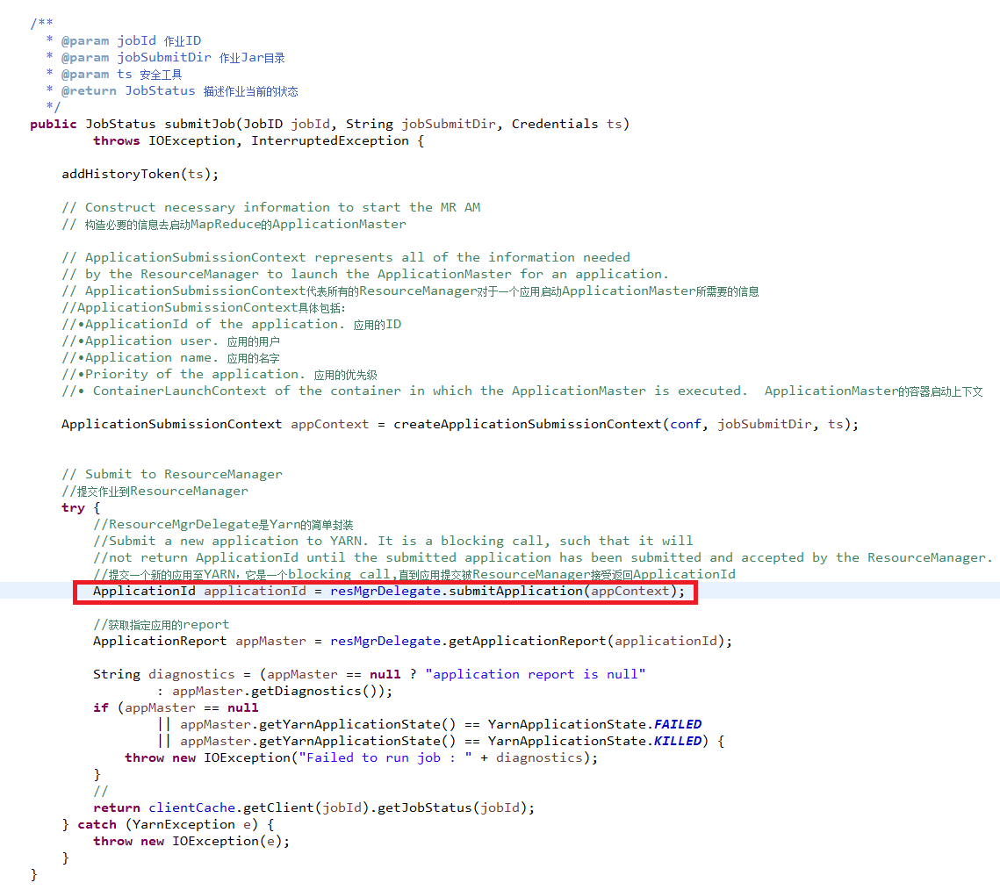 /**
* @param jobId 作业ID
* @param jobSubmitDir 作业Jar目录
* @param ts 安全工具
* @return JobStatus 描述作业当前的状态
*/
public JobStatus submitJob(JobID jobId, String jobSubmitDir, Credentials ts)
throws IOException, InterruptedException {
addHistoryToken(ts);
// Construct necessary information to start the MR AM
// 构造必要的信息去启动MapReduce的ApplicationMaster
// ApplicationSubmissionContext represents all of the information needed
// by the ResourceManager to launch the ApplicationMaster for an application.
// ApplicationSubmissionContext代表所有的ResourceManager对于一个应用启动ApplicationMaster所需要的信息
//ApplicationSubmissionContext具体包括:
//•ApplicationId of the application. 应用的ID
//•Application user. 应用的用户
//•Application name. 应用的名字
//•Priority of the application. 应用的优先级
//• ContainerLaunchContext of the container in which the ApplicationMaster is executed.  ApplicationMaster的容器启动上下文
ApplicationSubmissionContext appContext = createApplicationSubmissionContext(conf, jobSubmitDir, ts);
// Submit to ResourceManager
//提交作业到ResourceManager
try {
//ResourceMgrDelegate是Yarn的简单封装
//Submit a new application to YARN. It is a blocking call, such that it will
//not return ApplicationId until the submitted application has been submitted and accepted by the ResourceManager.
//提交一个新的应用至YARN，它是一个blocking call,直到应用提交被ResourceManager接受返回ApplicationId
ApplicationId applicationId = resMgrDelegate.submitApplication(appContext);
//获取指定应用的report
ApplicationReport appMaster = resMgrDelegate.getApplicationReport(applicationId);
String diagnostics = (appMaster == null ? "application report is null"
: appMaster.getDiagnostics());
if (appMaster == null
|| appMaster.getYarnApplicationState() == YarnApplicationState.FAILED
|| appMaster.getYarnApplicationState() == YarnApplicationState.KILLED) {
throw new IOException("Failed to run job : " + diagnostics);
}
//
return clientCache.getClient(jobId).getJobStatus(jobId);
} catch (YarnException e) {
throw new IOException(e);
}
}